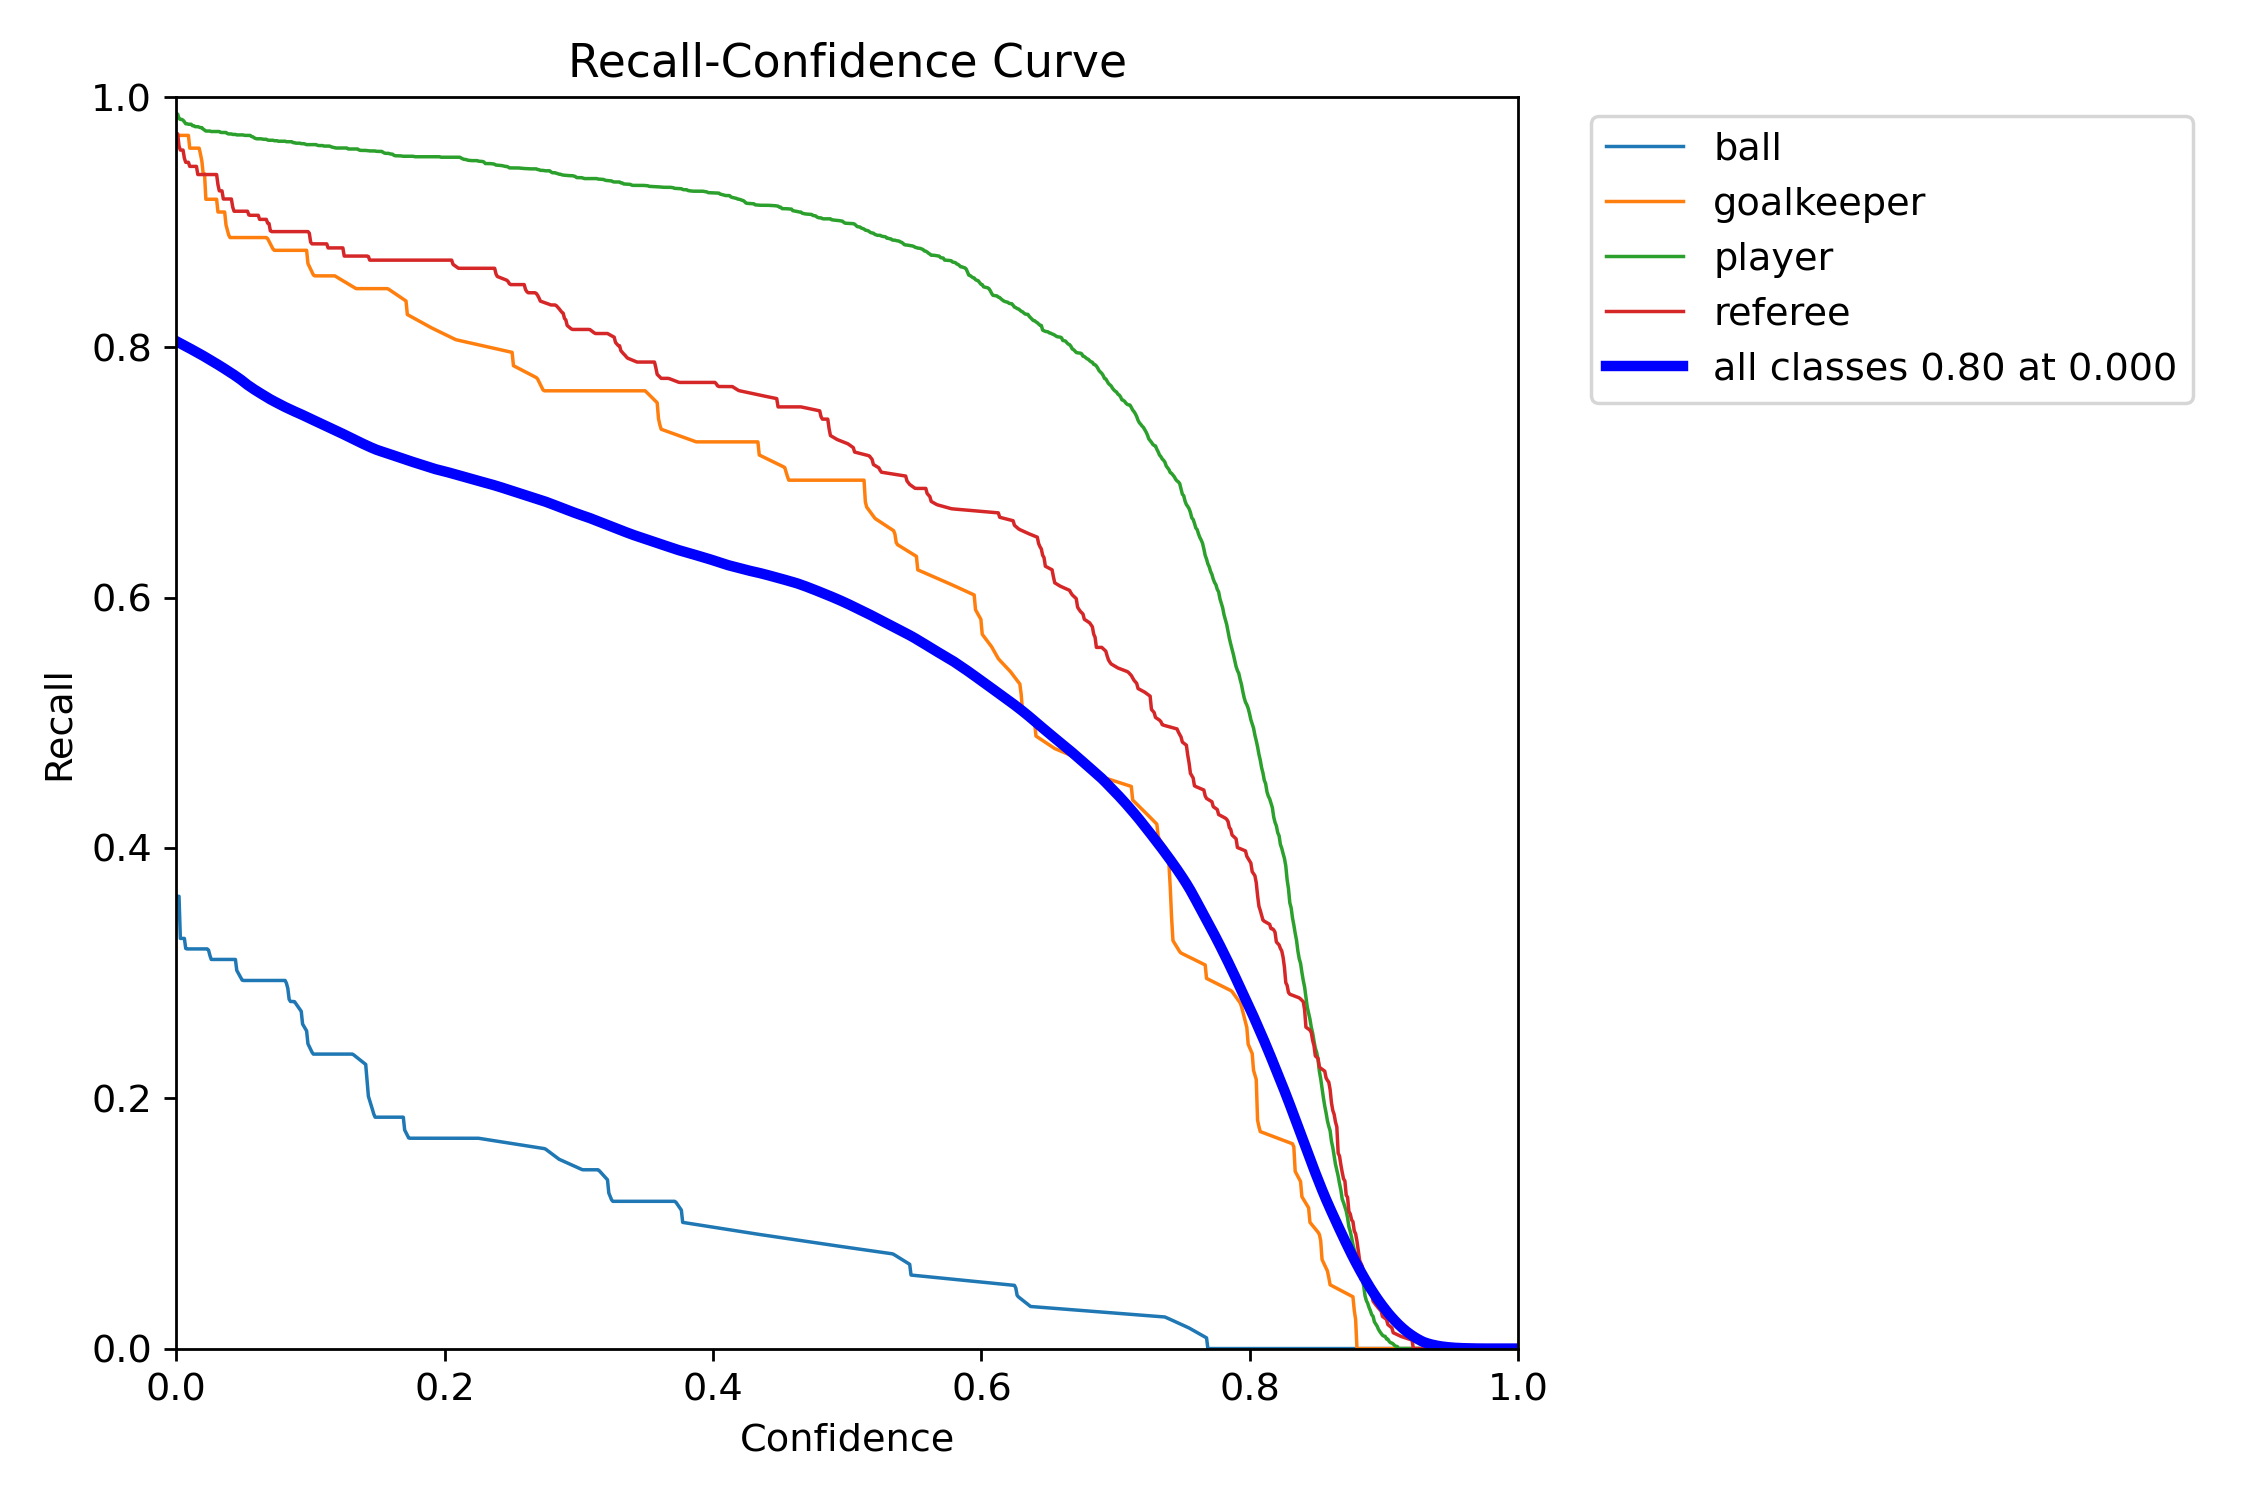 Recall-Confidence Curve
1.0
0.8
0.6
0.4
0.2
0.0
Recall
0.0 0.2 0.4 0.6 0.8 1.0
Confidence
ball
goalkeeper
player
referee
all classes 0.80 at 0.000